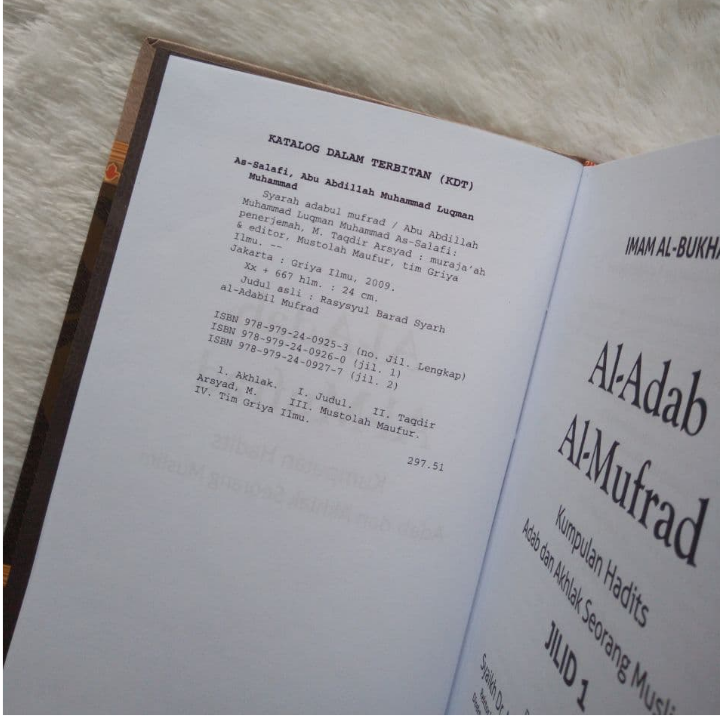 KATALOG DALAM TERBITAN (KDT)
As-Salafi, Abu Abdillah Muhammad Luqman
Muhammad
Syarah adabul mufrad / Abu Abdillah
Muhammad Luqman Muhammad As-Salafi:
penerjemah, M. Taqdir Arsyad : muraja'ah
& editor, Mustolah Maufur, tim Griya
Ilmu. --
Jakarta : Griya Ilmu, 2009.
Xx + 667 hlm. : 24 cm.
Judul asli : Rasysyul Barad Syarh
al-Adabil Mufrad
ISBN 978-979-24-0925-3 (no. Jil. Lengkap)
ISBN 978-979-24-0926-0 (jil. 1)
ISBN 978-979-24-0927-7 (jil. 2)
1. Akhlak. I. Judul. II. Taqdir
Arsyad, M. III. Mustolah Maufur.
IV. Tim Griya Ilmu.
297.51
IMAM AL-BUKHA
Al-Adab
Al-Mufrad
Kumpulan Hadits
Adab dan Akhlak Seorang Musli
JILID 1
Syaikh Dr.